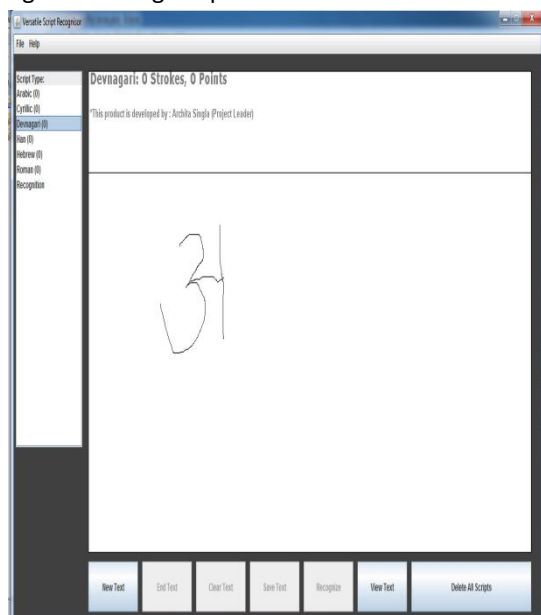 Versatile Script Recognisor
File Help
Script Type:
Arabic (0)
Cyrillic (0)
Devnagari (0)
Han (0)
Hebrew (0)
Roman (0)
Recognition
Devnagari: 0 Strokes, 0 Points
*This product is developed by : Archita Singla (Project Leader)
अ
New Text End Text Clear Text Save Text Recognize View Text Delete All Scripts